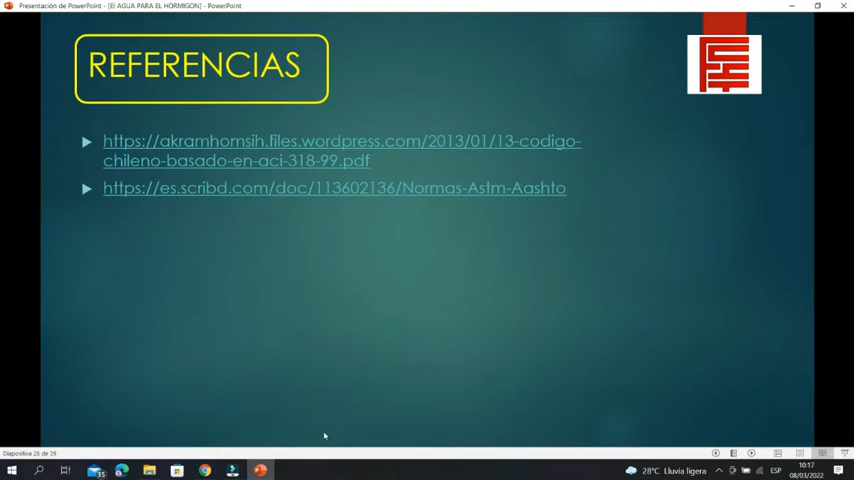 Presentación de PowerPoint - [El AGUA PARA EL HORMIGON] - PowerPoint
REFERENCIAS
https://akramhomsih.files.wordpress.com/2013/01/13-codigo-
chileno-basado-en-aci-318-99.pdf
https://es.scribd.com/doc/113602136/Normas-Astm-Aashto
Diapositiva 26 de 29
35
28°C Lluvia ligera
ESP
10:17
08/03/2022